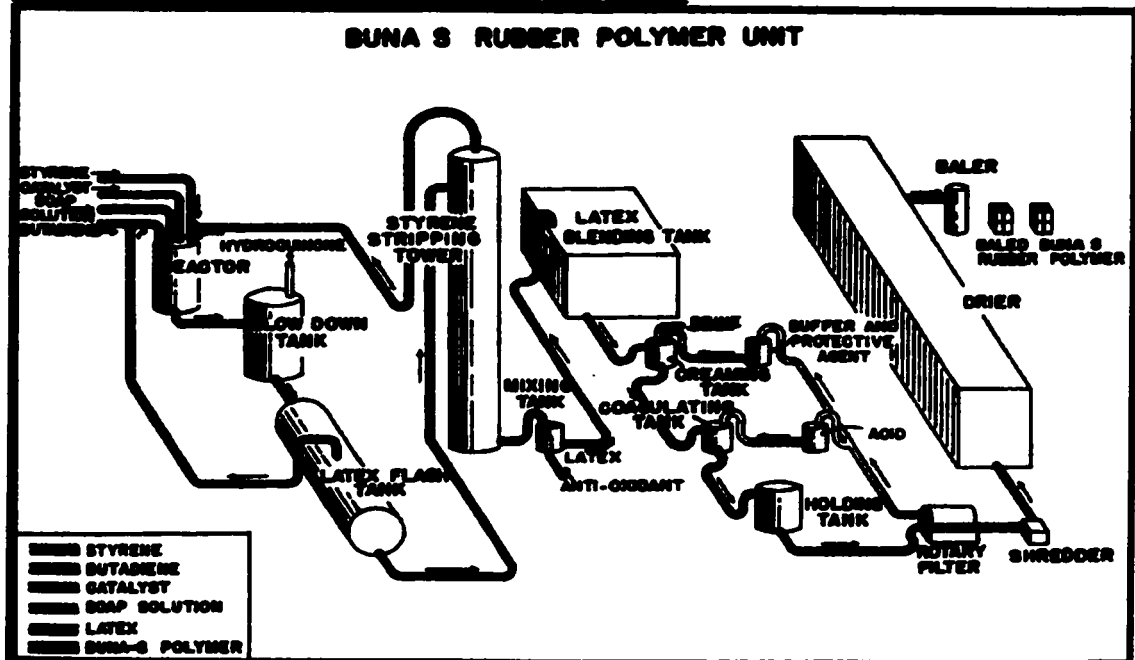 BUNA S RUBBER POLYMER UNIT
STYRENE
CATALYST
SOAP
SOLUTION
BUTADIENE
EACTOR
HYDROQUINONE
LOW DOWN
TANK
LATEX FLASH
TANK
STYRENE
STRIPPING
TOWER
MIXING
TANK
LATEX
ANTI-OXIDANT
LATEX
BLENDING TANK
BRINE
CREAMING
TANK
BUFFER AND
PROTECTIVE
AGENT
COAGULATING
TANK
ACID
HOLDING
TANK
ROTARY
FILTER
SHREDDER
DRIER
BALER
BALED BUNA S
RUBBER POLYMER
STYRENE
BUTADIENE
CATALYST
SOAP SOLUTION
LATEX
BUNA-S POLYMER